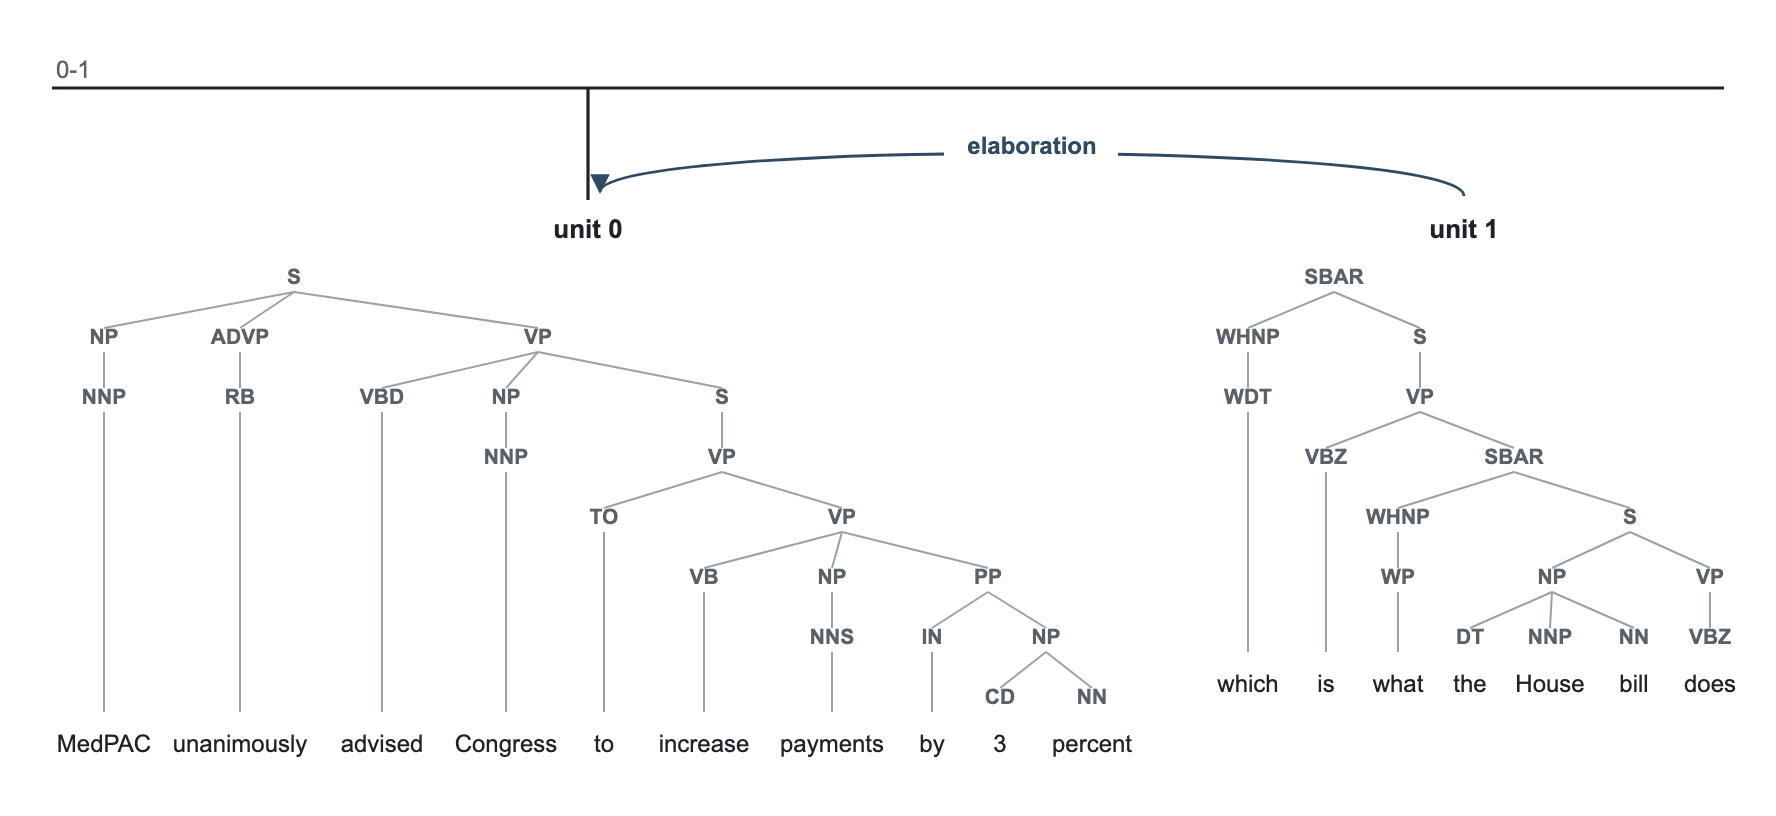 0-1
elaboration
unit 0 unit 1
S SBAR
NP ADVP VP WHNP S
NNP RB VBD NP S WDT VP
NNP VP VBZ SBAR
TO VP WHNP S
VB NP PP WP NP VP
NNS IN NP DT NNP NN VBZ
which is what the House bill does
CD NN
MedPAC unanimously advised Congress to increase payments by 3 percent